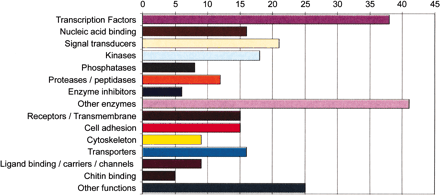 0 5 10 15 20 25 30 35 40 45
Transcription Factors
Nucleic acid binding
Signal transducers
Kinases
Phosphatases
Proteases / peptidases
Enzyme inhibitors
Other enzymes
Receptors / Transmembrane
Cell adhesion
Cytoskeleton
Transporters
Ligand binding / carriers / channels
Chitin binding
Other functions